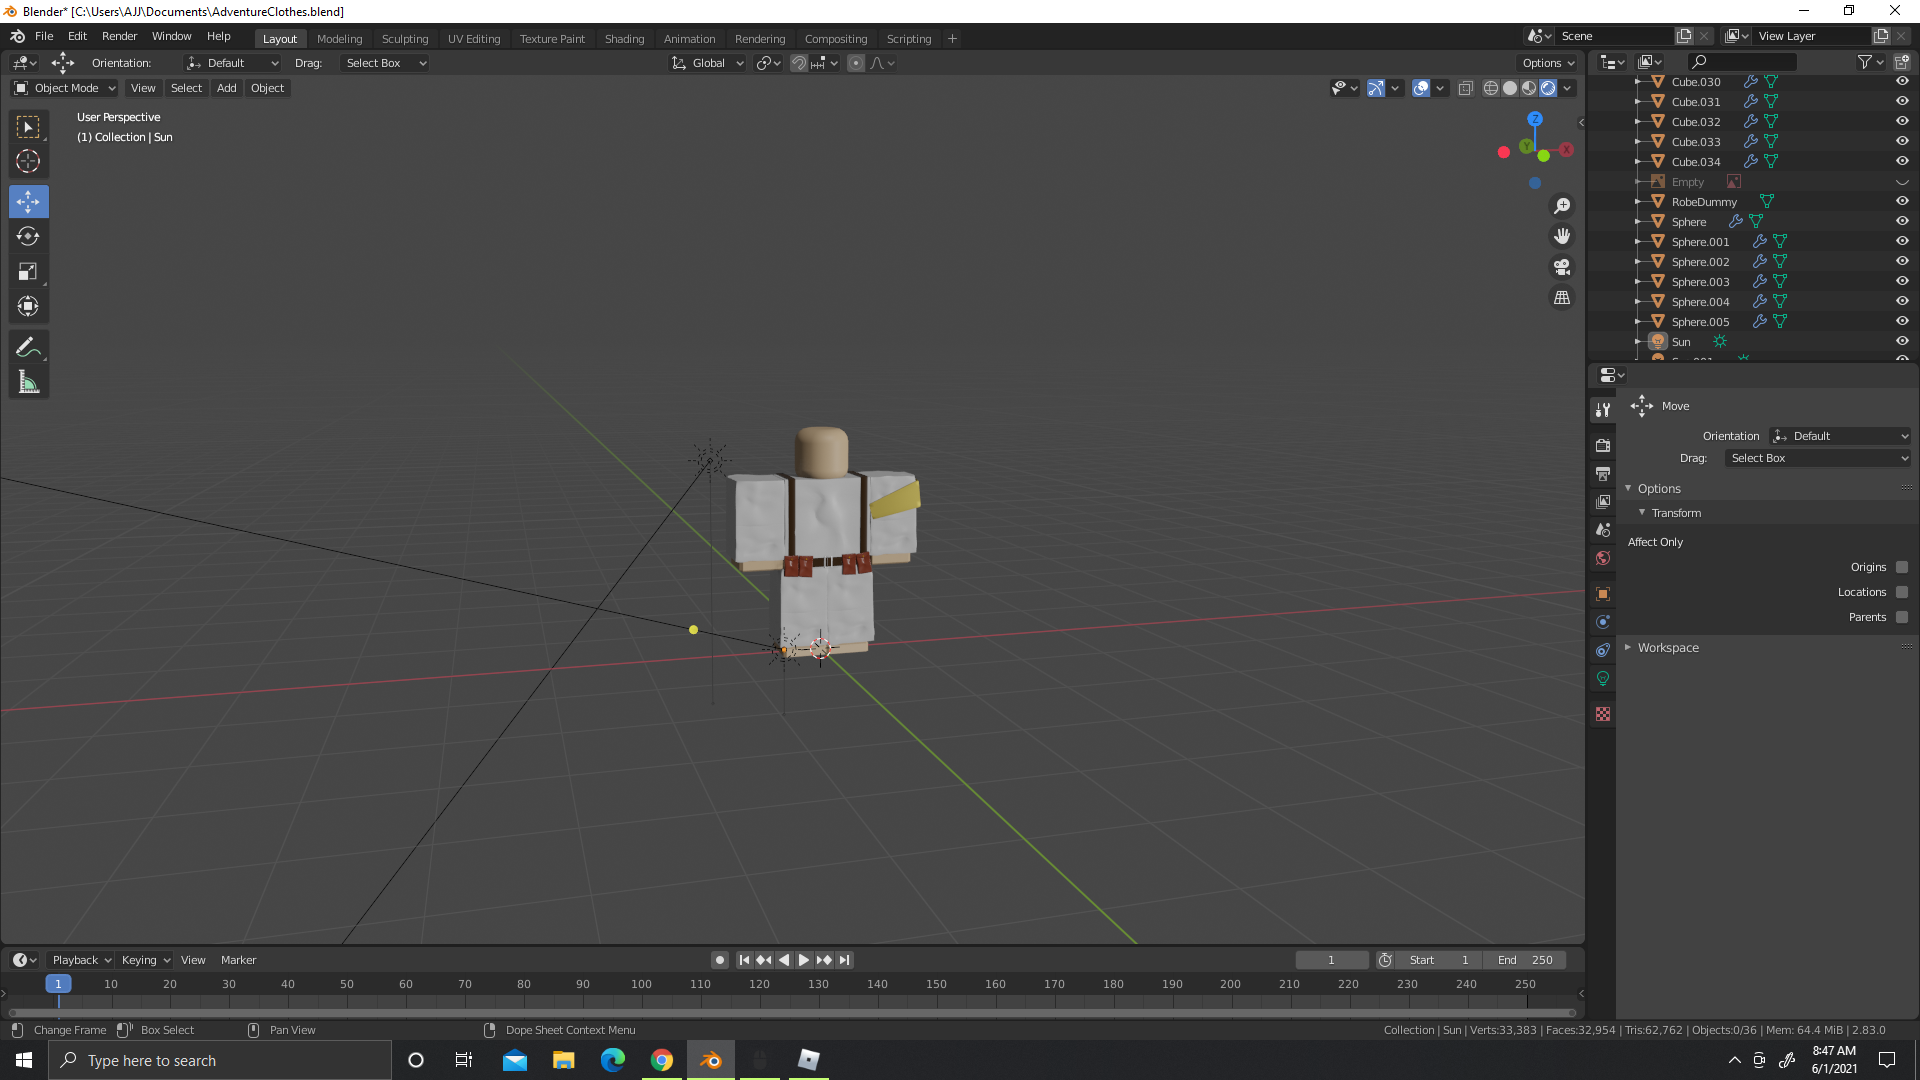 Blender* [C:\Users\AJJ\Documents\AdventureClothes.blend]
File Edit Render Window Help
Layout Modeling Sculpting UV Editing Texture Paint Shading Animation Rendering Compositing Scripting
Scene
View Layer
Orientation: Default Drag: Select Box
Global
Options
Object Mode View Select Add Object
User Perspective
(1) Collection | Sun
Z
Y
X
Cube.030
Cube.031
Cube.032
Cube.033
Cube.034
Empty
RobeDummy
Sphere
Sphere.001
Sphere.002
Sphere.003
Sphere.004
Sphere.005
Sun
Move
Orientation Default
Drag: Select Box
Options
Transform
Affect Only
Origins
Locations
Parents
Workspace
Playback Keying View Marker
1 Start 1 End 250
1 10 20 30 40 50 60 70 80 90 100 110 120 130 140 150 160 170 180 190 200 210 220 230 240 250
Change Frame Box Select Pan View Dope Sheet Context Menu
Collection | Sun | Verts:33,383 | Faces:32,954 | Tris:62,762 | Objects:0/36 | Mem: 64.4 MiB | 2.83.0
Type here to search
8:47 AM
6/1/2021